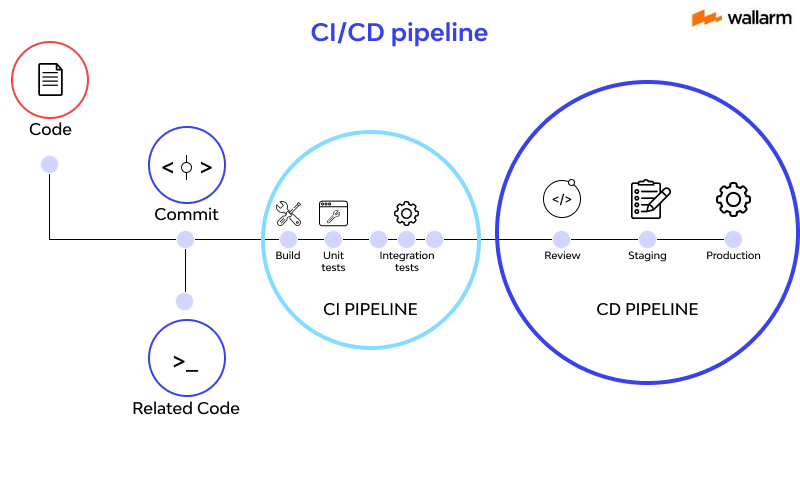 CI/CD pipeline
wallarm
Code
< >
Commit
>_
Related Code
Build
Unit
tests
Integration
tests
CI PIPELINE
</>
Review
Staging
Production
CD PIPELINE